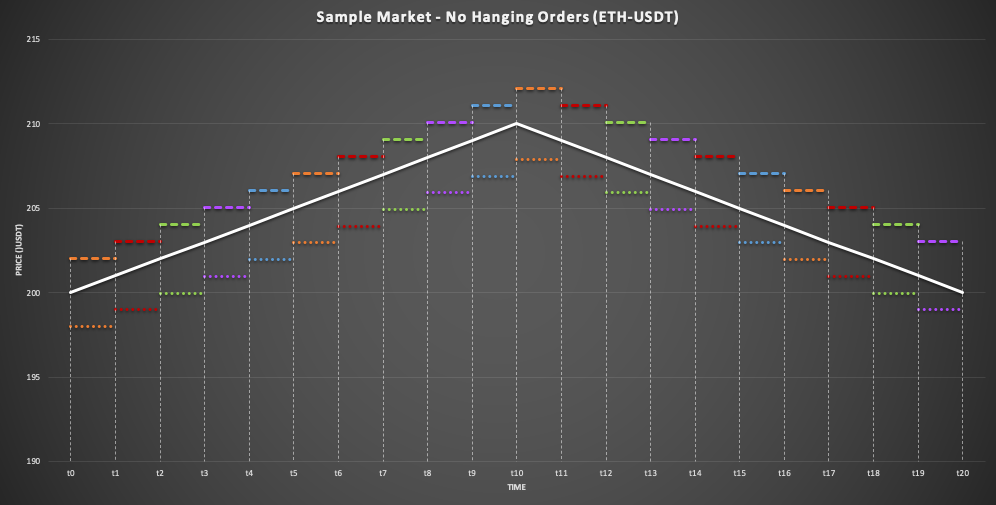 Sample Market - No Hanging Orders (ETH-USDT)
215
210
205
200
195
190
PRICE (]USDT)
t0 t1 t2 t3 t4 t5 t6 t7 t8 t9 t10 t11 t12 t13 t14 t15 t16 t17 t18 t19 t20
TIME